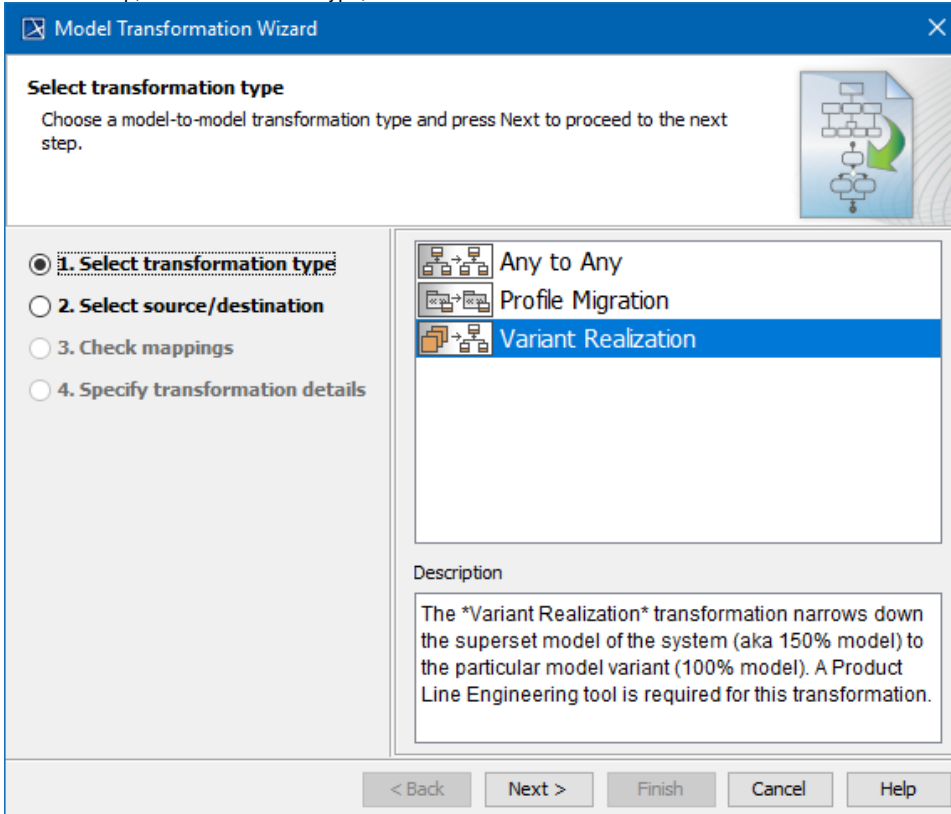 Model Transformation Wizard
Select transformation type
Choose a model-to-model transformation type and press Next to proceed to the next
step.
1. Select transformation type
2. Select source/destination
3. Check mappings
4. Specify transformation details
Any to Any
Profile Migration
Variant Realization
Description
The *Variant Realization* transformation narrows down
the superset model of the system (aka 150% model) to
the particular model variant (100% model). A Product
Line Engineering tool is required for this transformation.
< Back
Next >
Finish
Cancel
Help